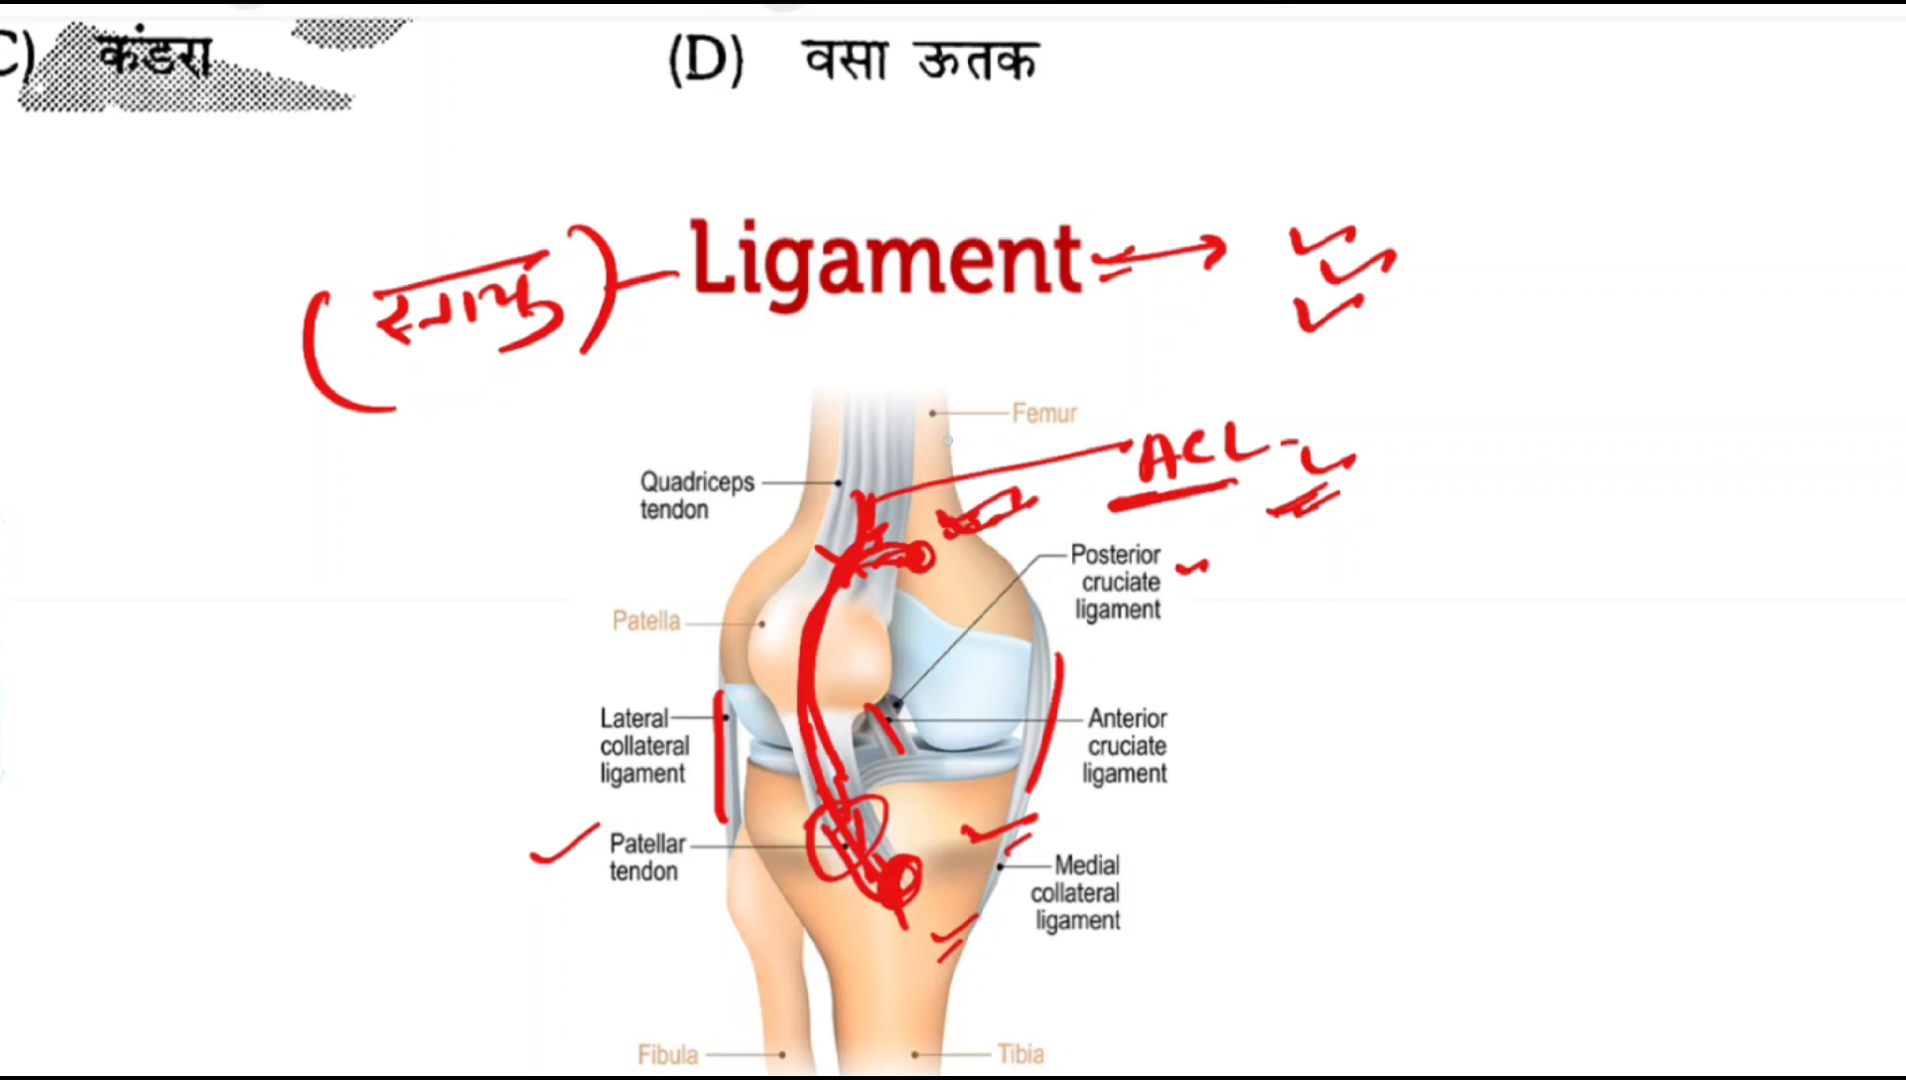 C) कंडरा (D) वसा ऊतक
(स्नायु) - Ligament
Femur
ACL -
Quadriceps
tendon
Posterior
cruciate
ligament
Patella
Lateral
collateral
ligament
Anterior
cruciate
ligament
Patellar
tendon
Medial
collateral
ligament
Fibula
Tibia